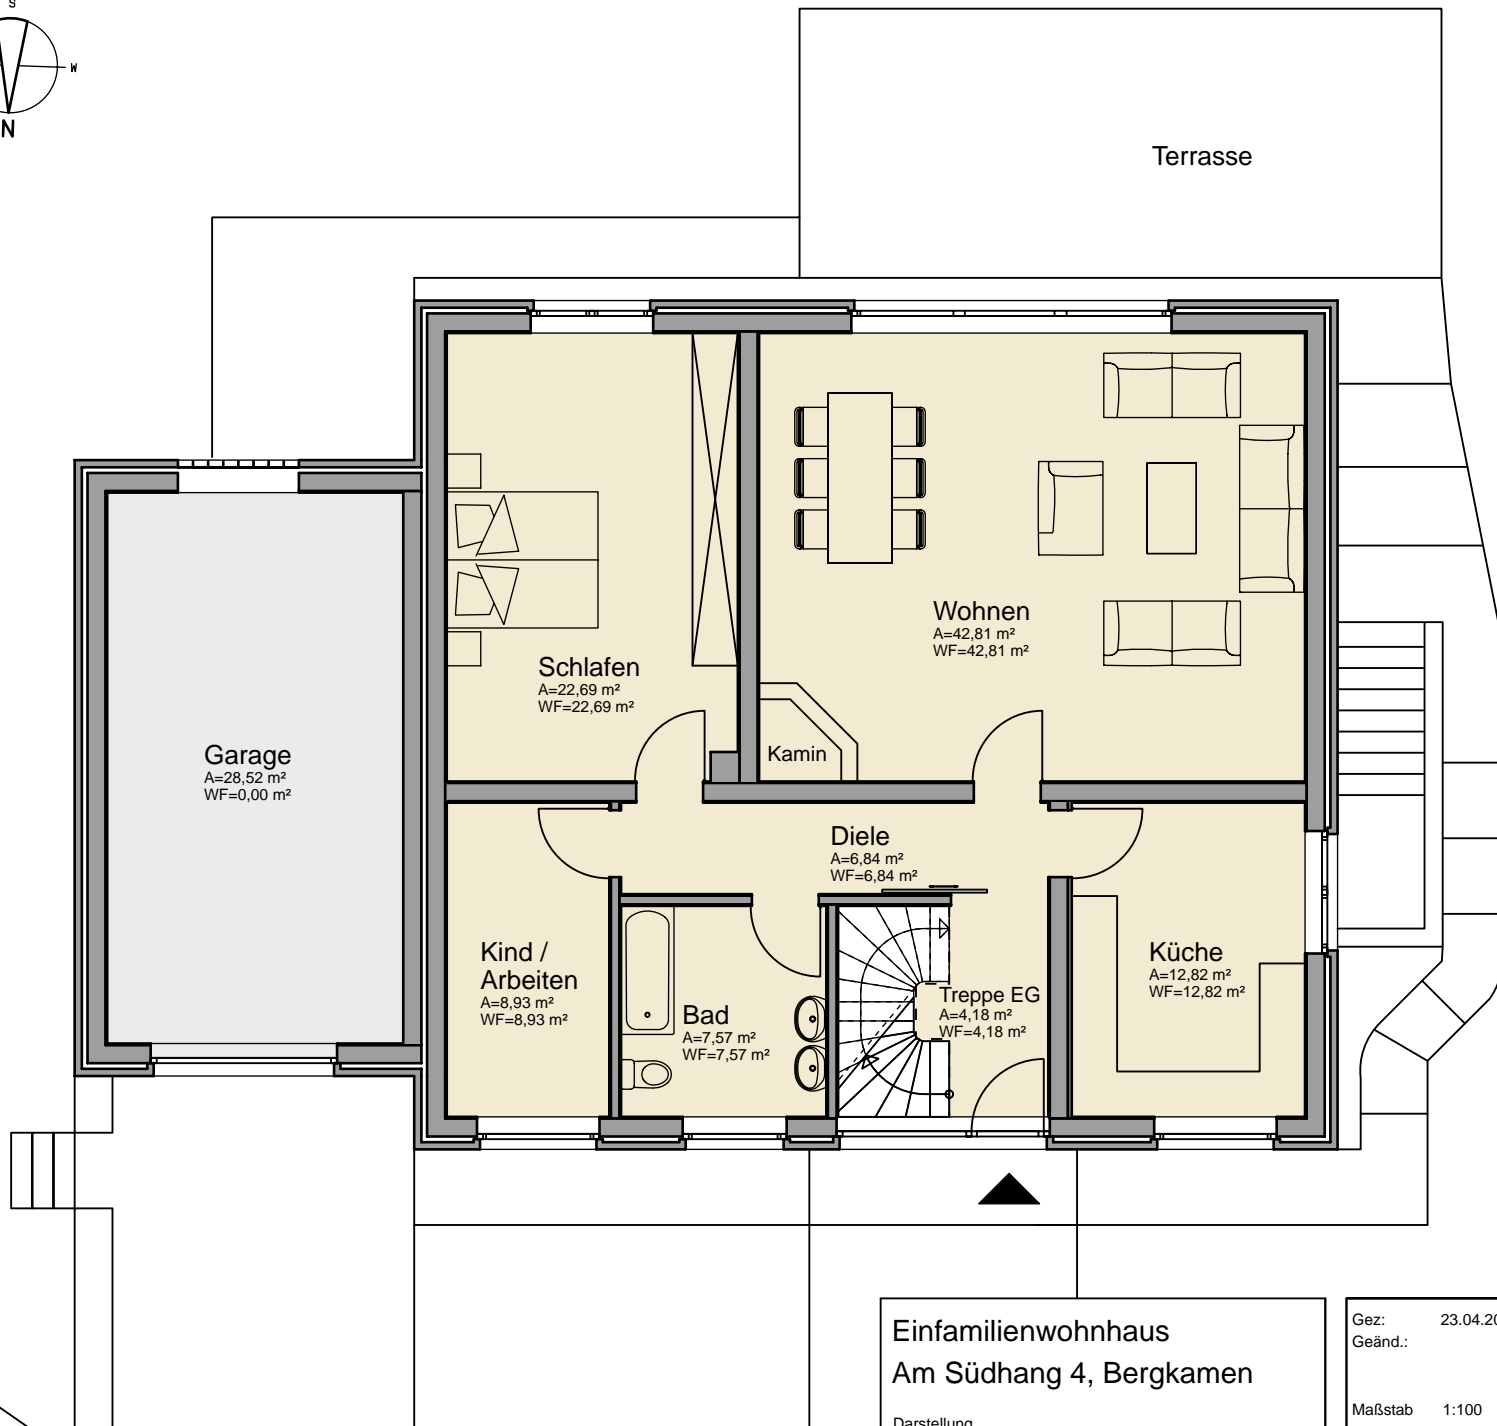 S
W
N
Terrasse
Wohnen
A=42,81 m²
WF=42,81 m²
Schlafen
A=22,69 m²
WF=22,69 m²
Kamin
Garage
A=28,52 m²
WF=0,00 m²
Diele
A=6,84 m²
WF=6,84 m²
Kind /
Arbeiten
A=8,93 m²
WF=8,93 m²
Bad
A=7,57 m²
WF=7,57 m²
Treppe EG
A=4,18 m²
WF=4,18 m²
Küche
A=12,82 m²
WF=12,82 m²
Einfamilienwohnhaus
Am Südhang 4, Bergkamen
Darstellung
Gez: 23.04.20
Geänd.:
Maßstab 1:100